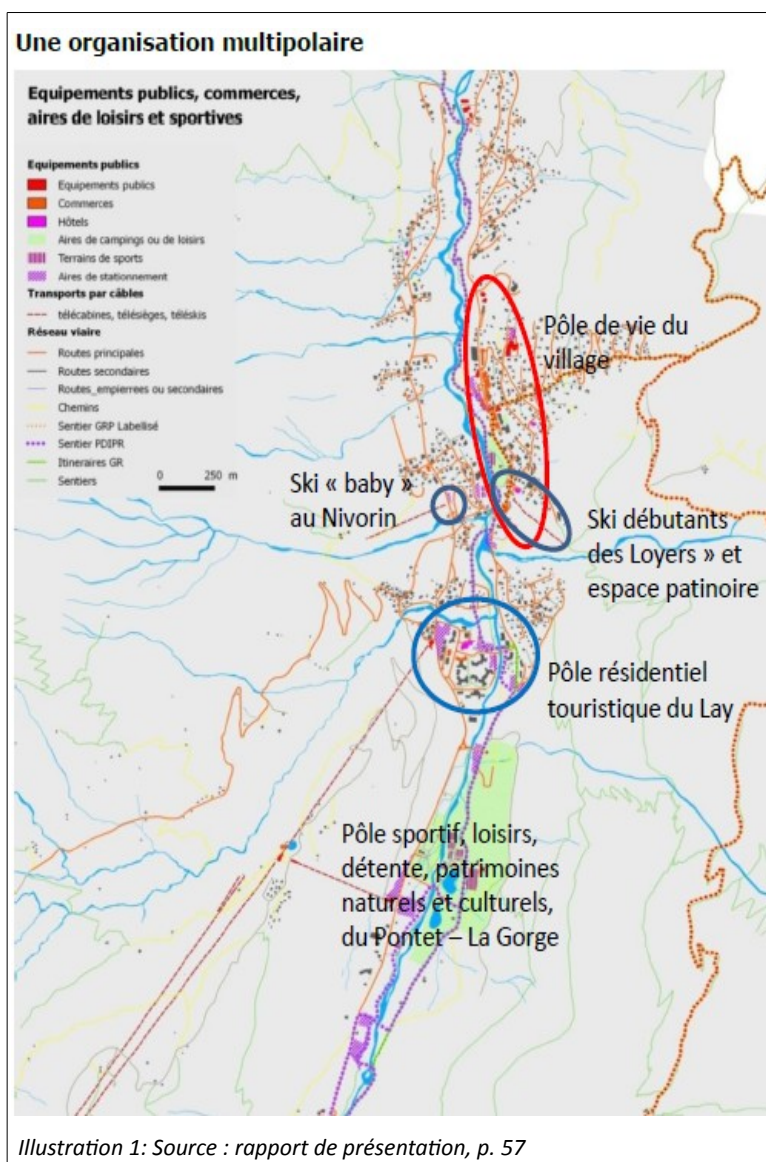 Une organisation multipolaire
Equipements publics, commerces,
aires de loisirs et sportives
Equipements publics
Equipements publics
Commerces
Hôtels
Aires de campings ou de loisirs
Terrains de sports
Aires de stationnement
Transports par câbles
télécabines, télésièges, téléskis
Réseau viaire
Routes principales
Routes secondaires
Routes_empierrees ou secondaires
Chemins
Sentier GRP Labellisé
Sentier PDIPR
Itineraires GR
Sentiers
0 250 m
Pôle de vie du
village
Ski « baby »
au Nivorin
Ski débutants
des Loyers » et
espace patinoire
Pôle résidentiel
touristique du Lay
Pôle sportif, loisirs,
détente, patrimoines
naturels et culturels,
du Pontet – La Gorge
Illustration 1: Source : rapport de présentation, p. 57